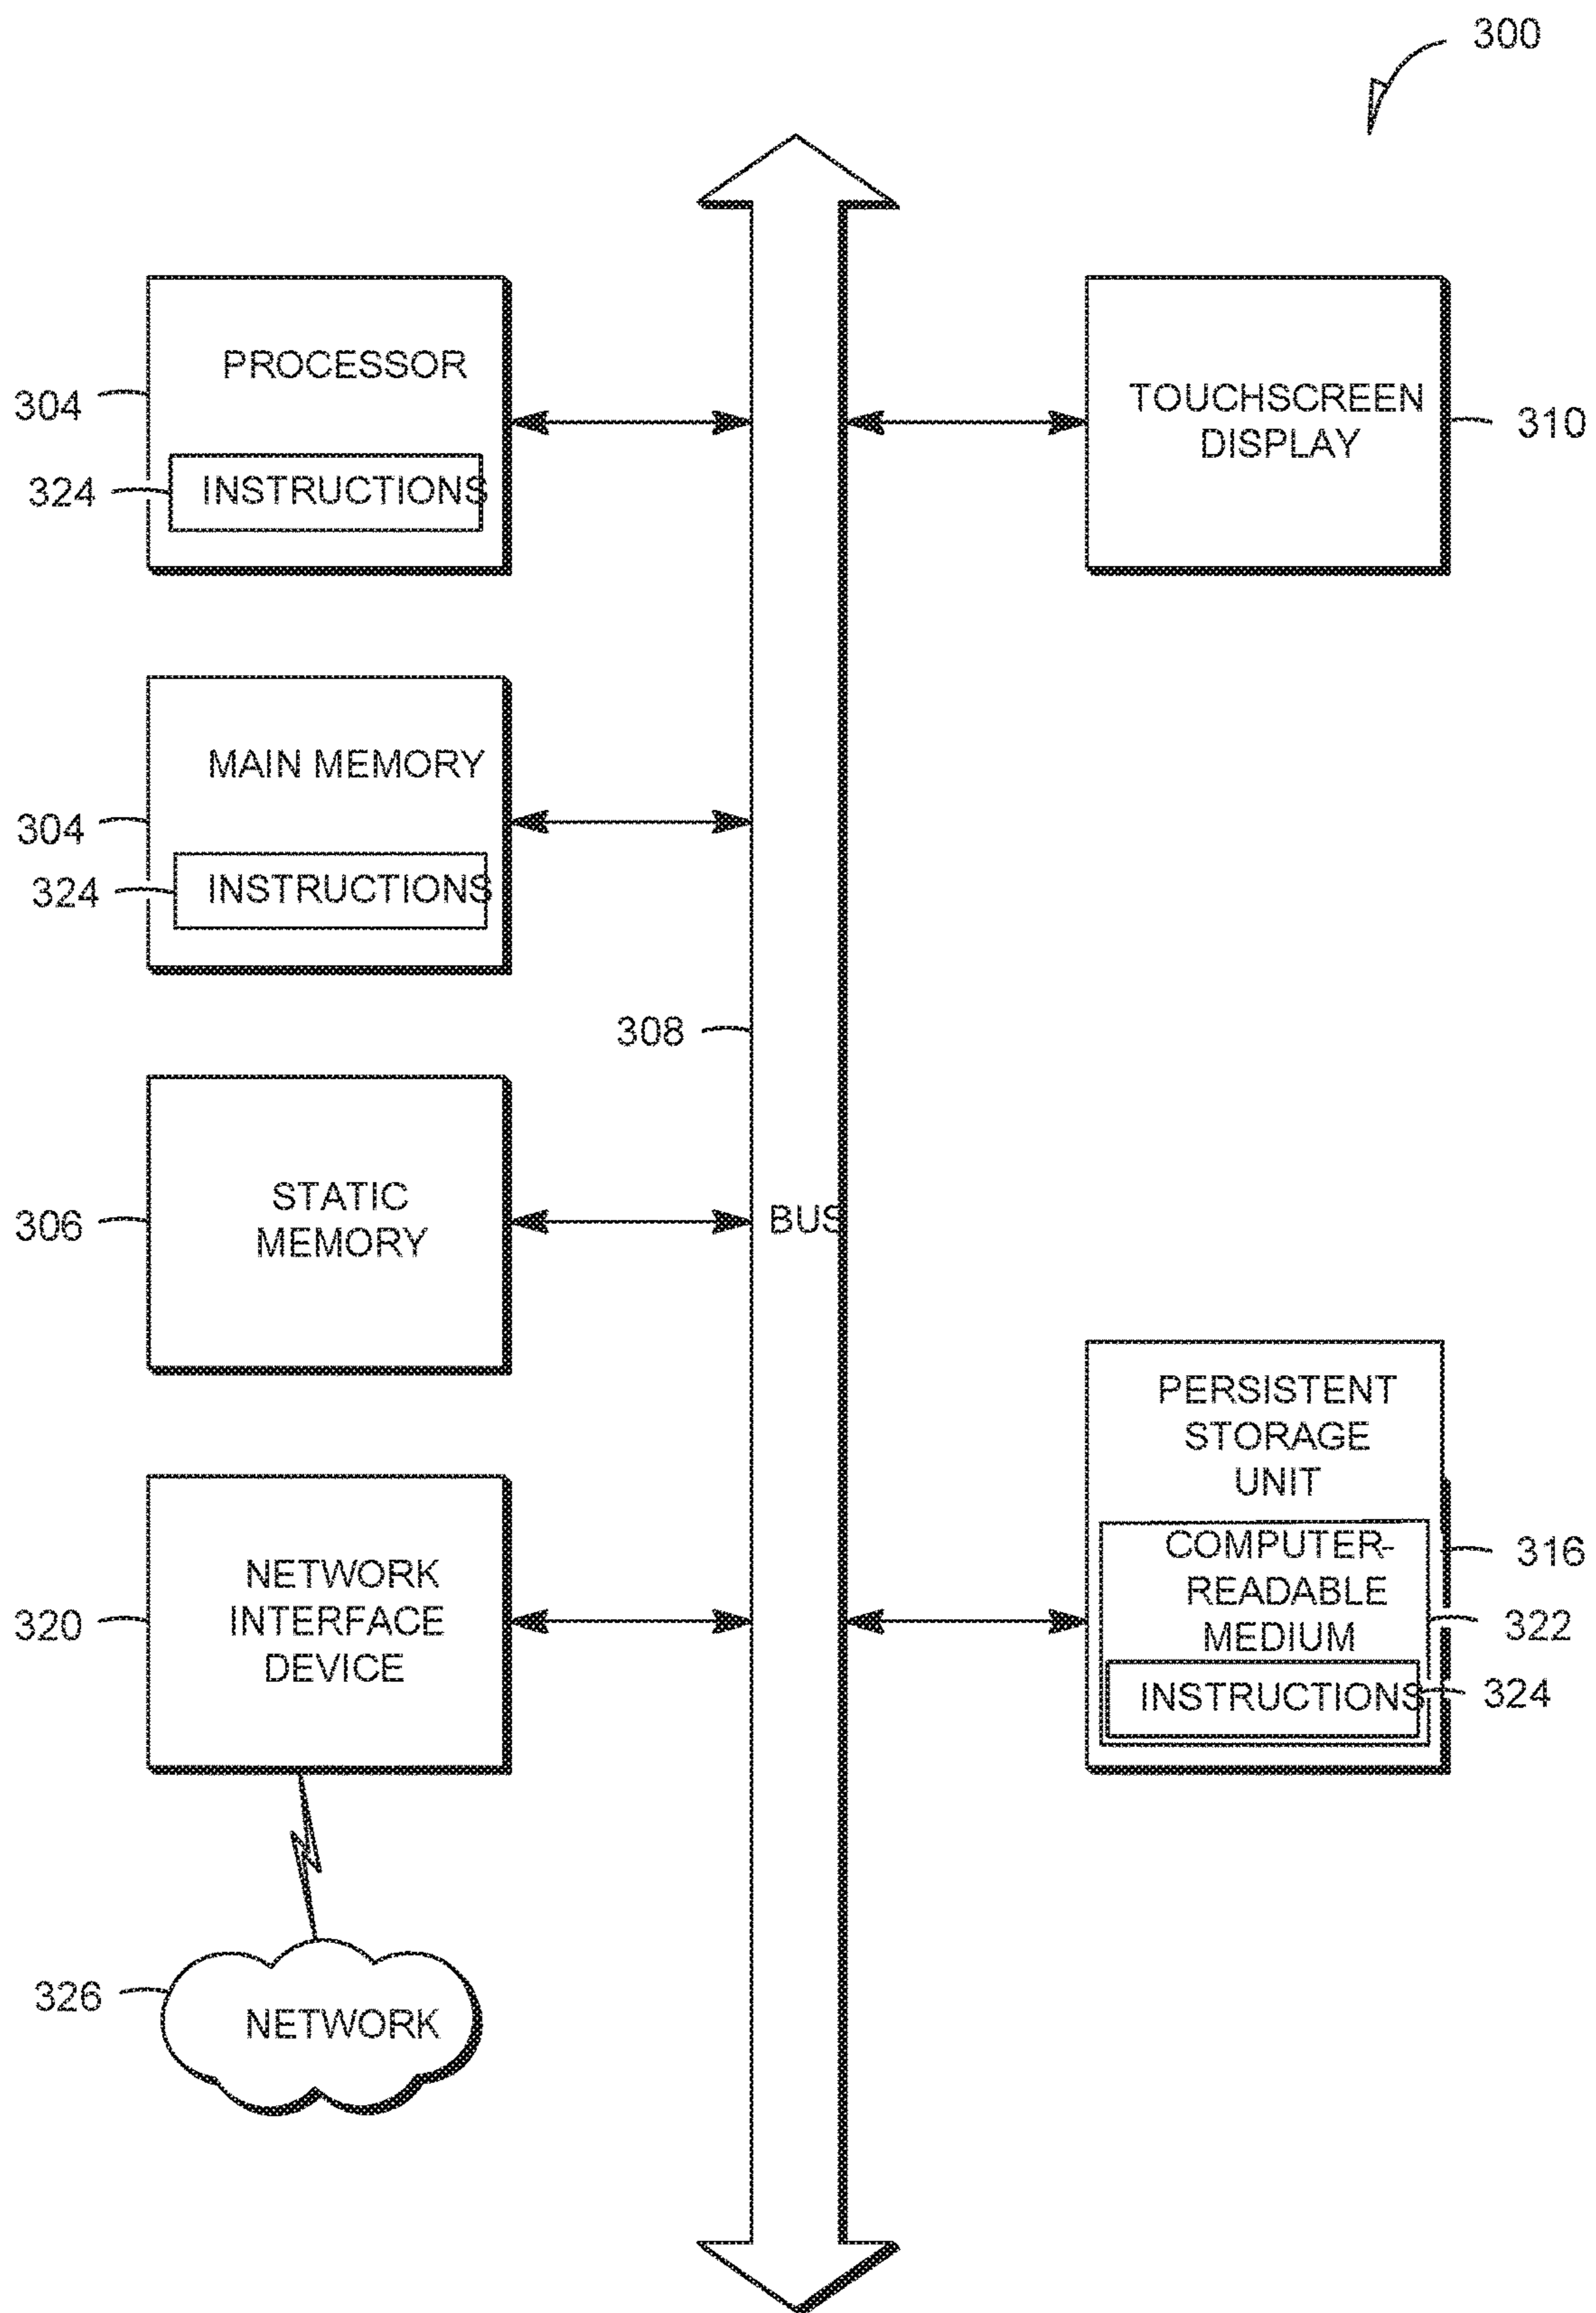 300
PROCESSOR
304
324
INSTRUCTIONS
TOUCHSCREEN
DISPLAY
310
MAIN MEMORY
304
324
INSTRUCTIONS
308
STATIC
MEMORY
306
BUS
PERSISTENT
STORAGE
UNIT
COMPUTER-
READABLE
MEDIUM
INSTRUCTIONS
316
322
324
NETWORK
INTERFACE
DEVICE
320
326
NETWORK